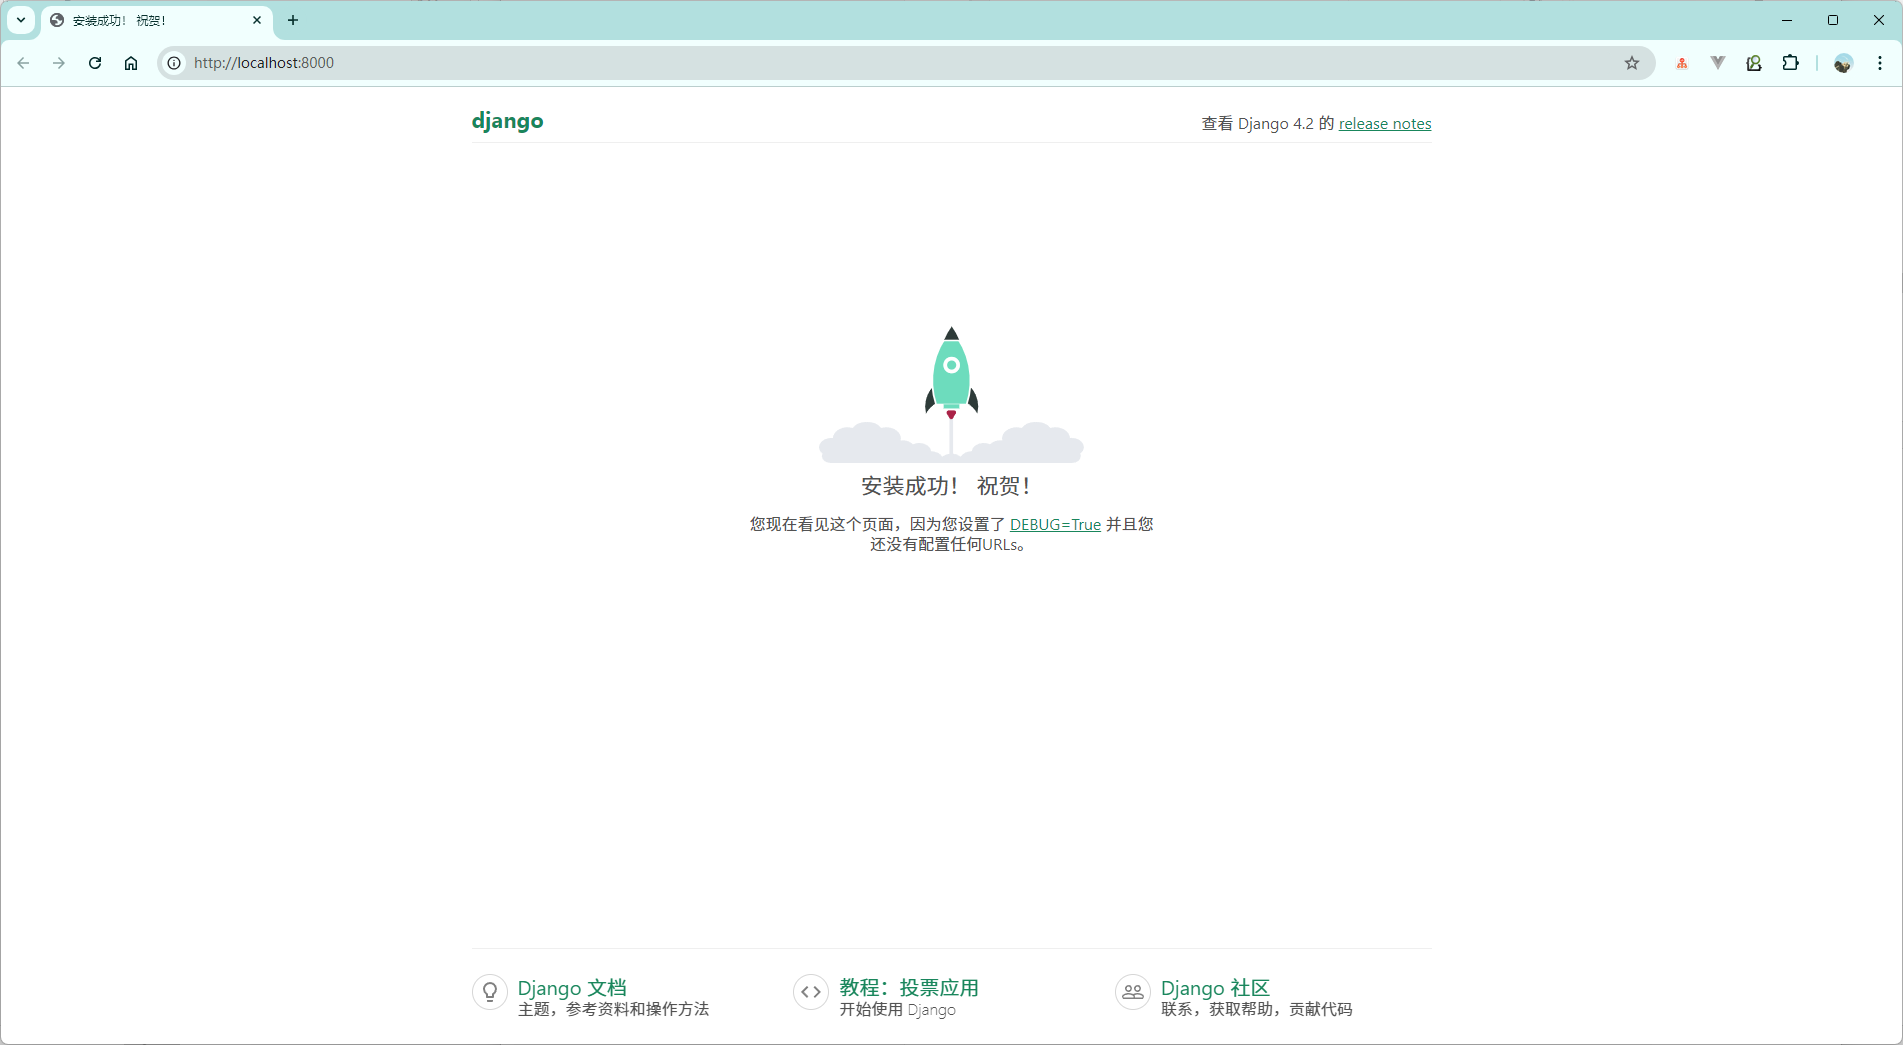 安装成功！ 祝贺！
http://localhost:8000
django
查看 Django 4.2 的 release notes
安装成功！ 祝贺！
您现在看见这个页面，因为您设置了 DEBUG=True 并且您
还没有配置任何URLs。
Django 文档
主题，参考资料和操作方法
教程：投票应用
开始使用 Django
Django 社区
联系，获取帮助，贡献代码